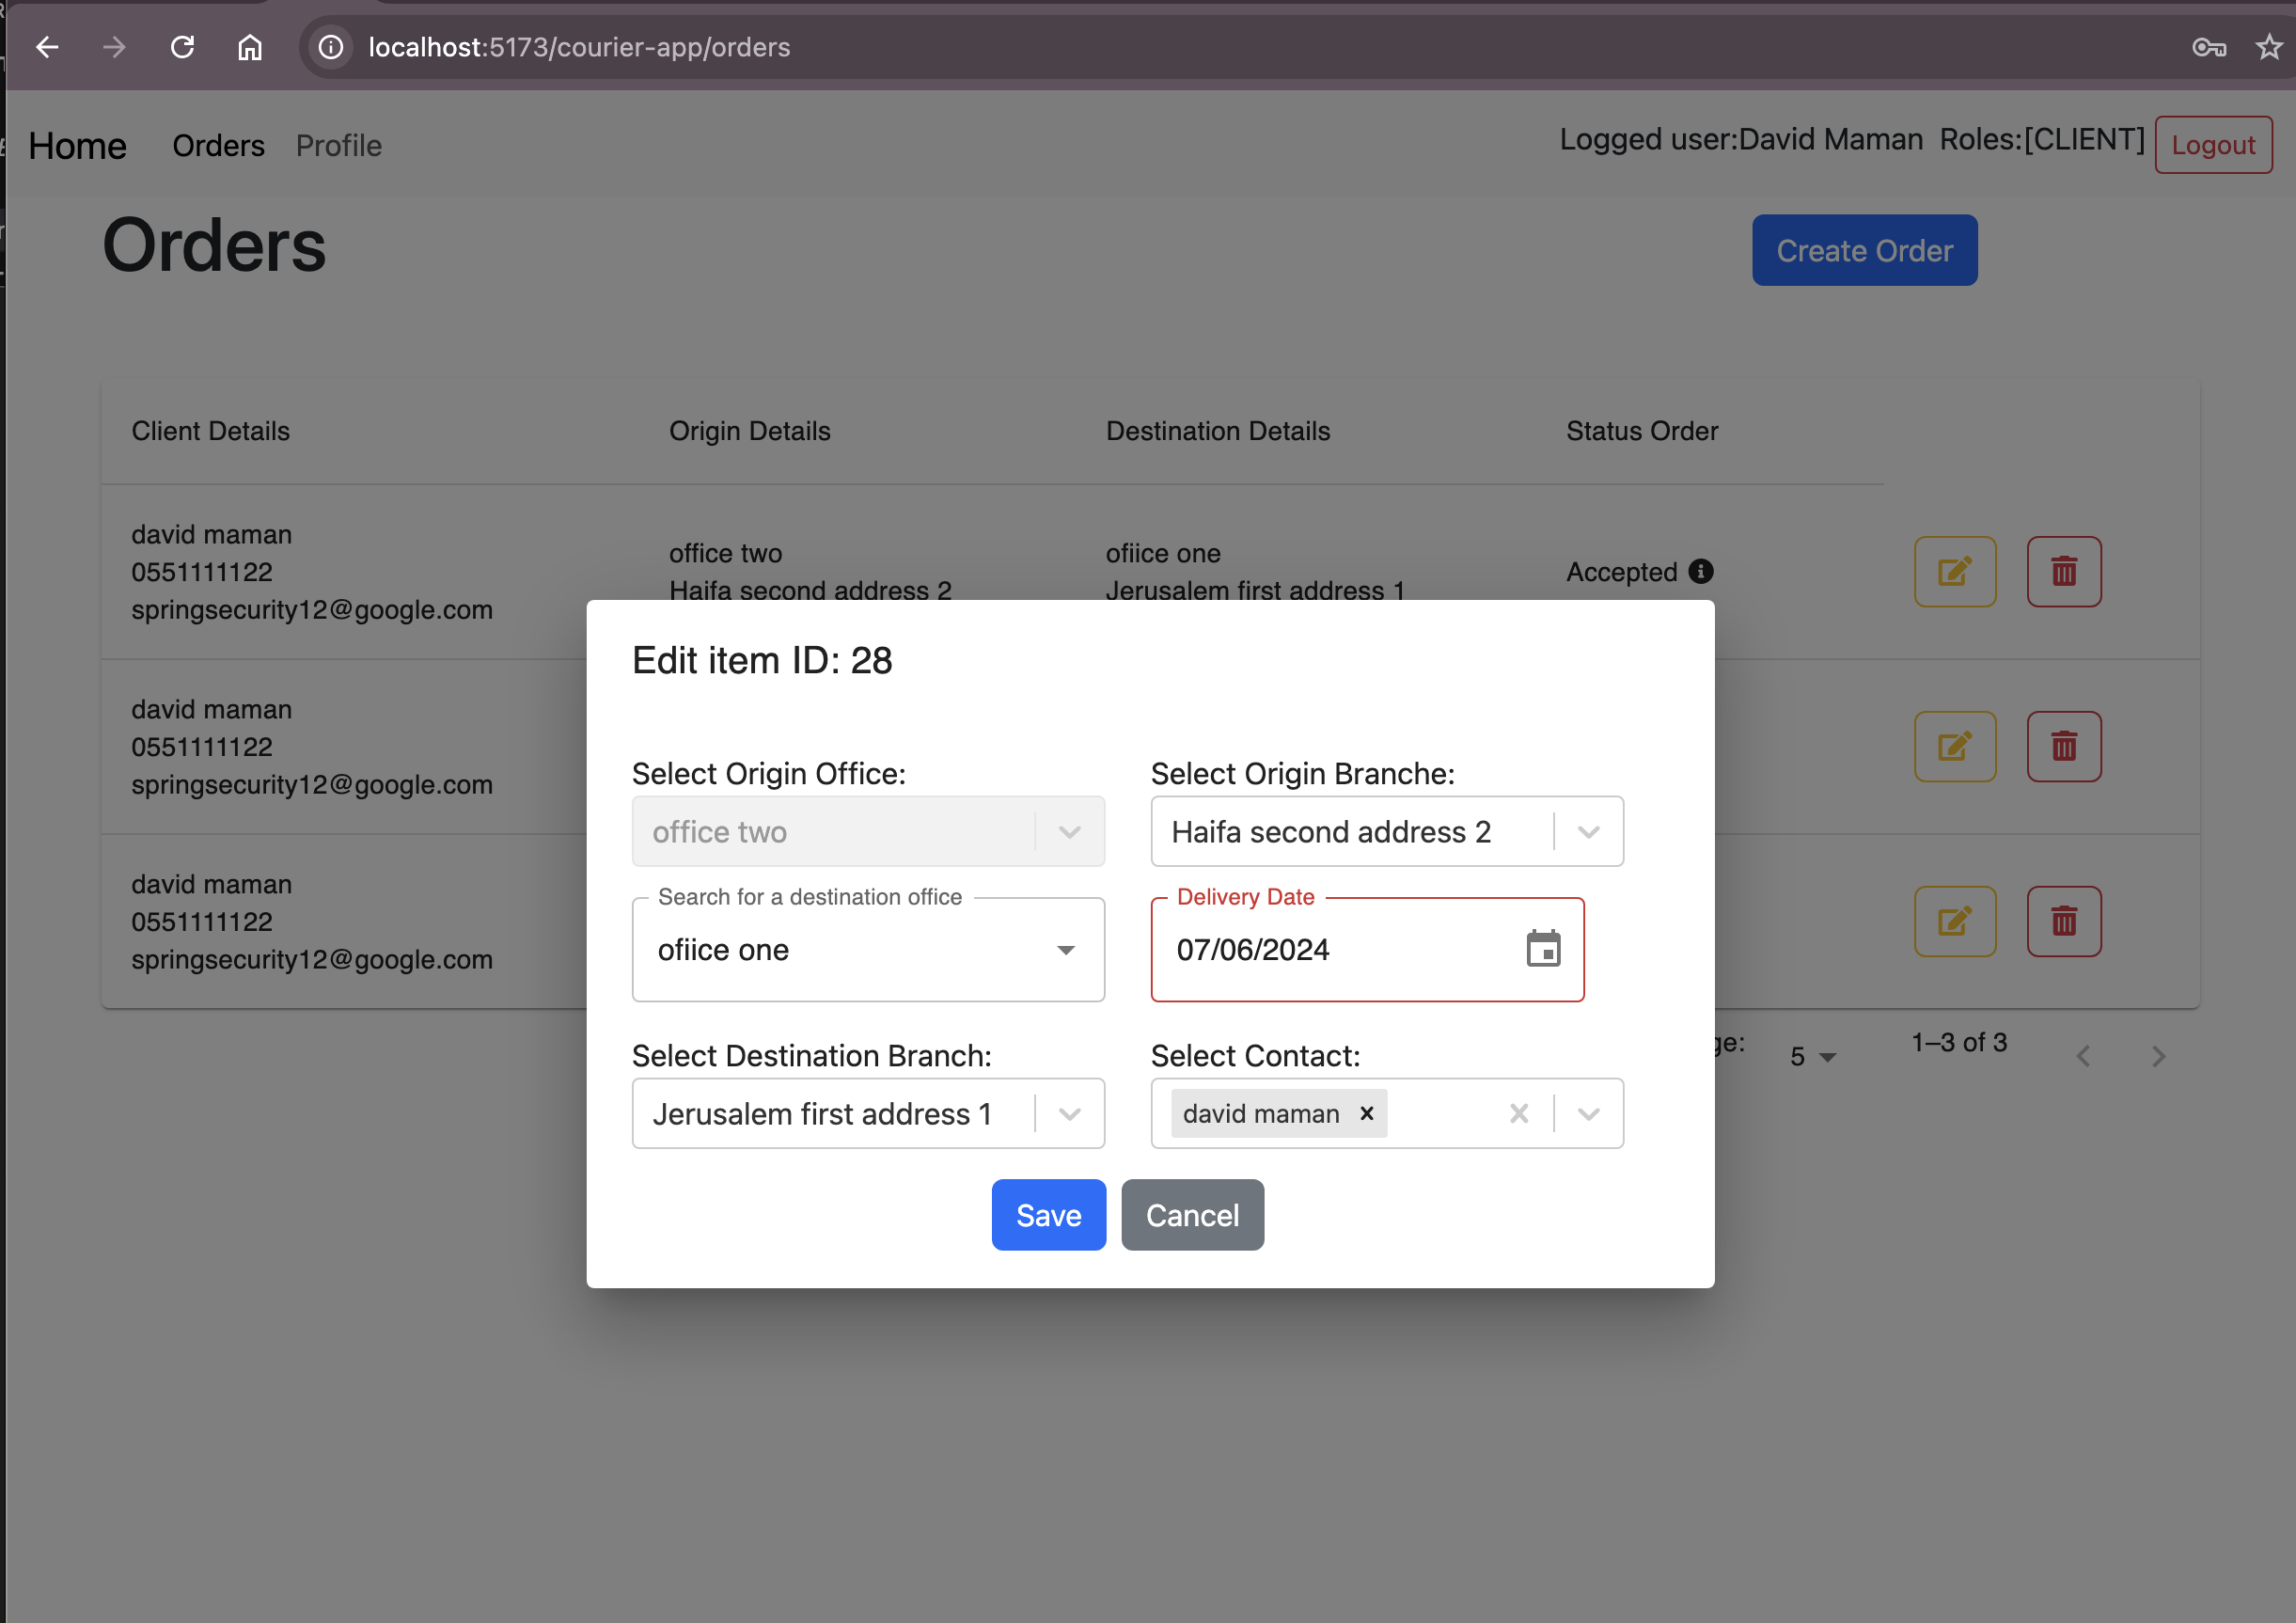 localhost:5173/courier-app/orders
Home Orders Profile Logged user:David Maman Roles:[CLIENT] Logout
Orders Create Order
Client Details Origin Details Destination Details Status Order
david maman
0551111122
springsecurity12@google.com
office two
Haifa second address 2
ofiice one
Jerusalem first address 1
Accepted
david maman
0551111122
springsecurity12@google.com
david maman
0551111122
springsecurity12@google.com
ge: 5 1–3 of 3
Edit item ID: 28
Select Origin Office:
office two
Select Origin Branche:
Haifa second address 2
Search for a destination office
ofiice one
Delivery Date
07/06/2024
Select Destination Branch:
Jerusalem first address 1
Select Contact:
david maman
Save Cancel